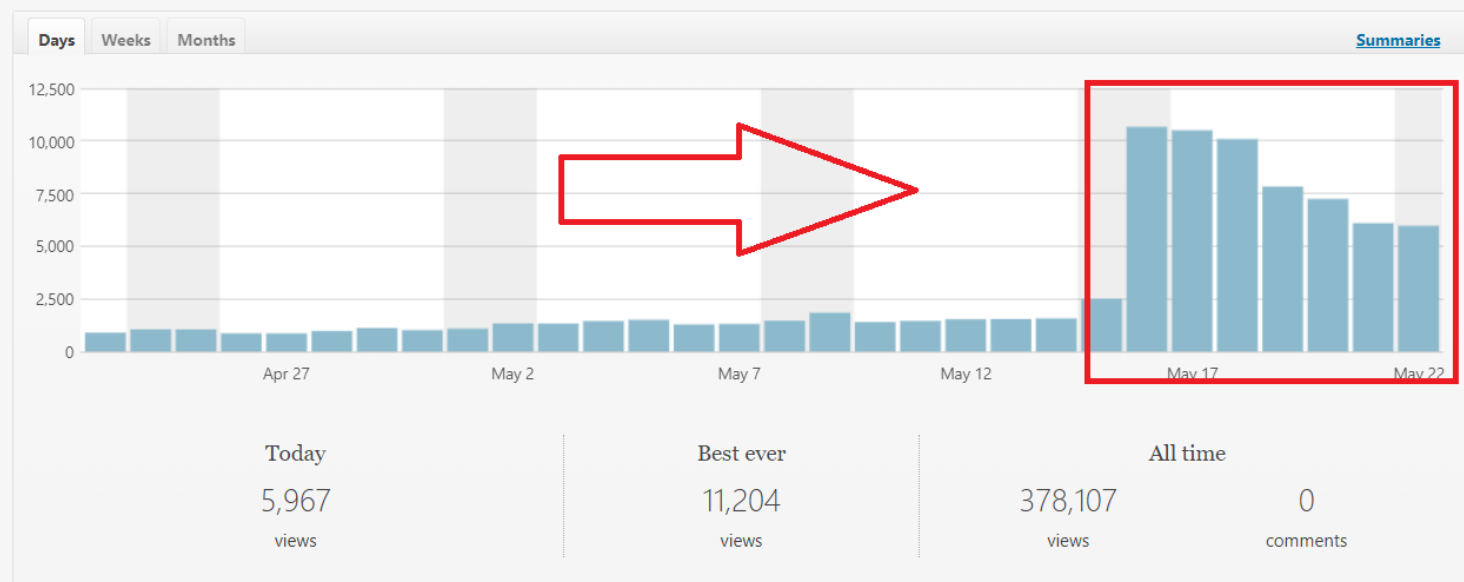 Days Weeks Months Summaries
12,500
10,000
7,500
5,000
2,500
0
Apr 27 May 2 May 7 May 12 May 17 May 22
Today Best ever All time
5,967 11,204 378,107 0
views views views comments